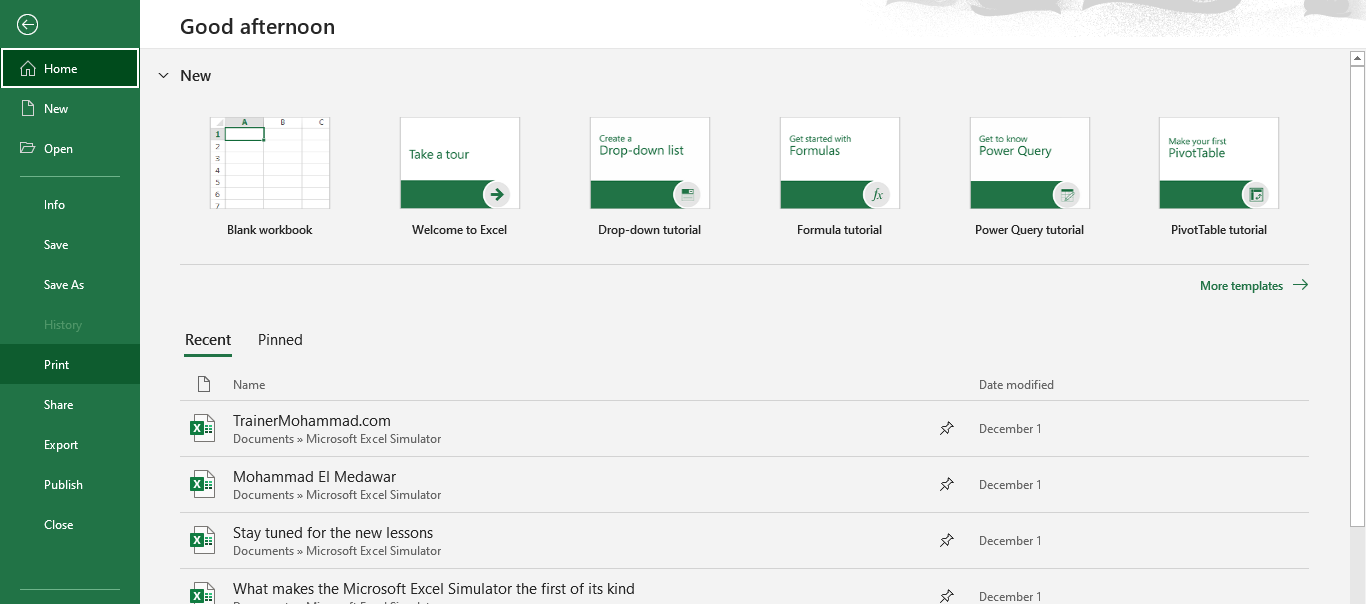 Good afternoon
Home
New
Open
Info
Save
Save As
History
Print
Share
Export
Publish
Close
New
A B C
1
2
3
4
5
6
7
Blank workbook
Take a tour
Welcome to Excel
Create a
Drop-down list
Drop-down tutorial
Get started with
Formulas
fx
Formula tutorial
Get to know
Power Query
Power Query tutorial
Make your first
PivotTable
PivotTable tutorial
More templates
Recent Pinned
Name Date modified
TrainerMohammad.com
Documents » Microsoft Excel Simulator
December 1
Mohammad El Medawar
Documents » Microsoft Excel Simulator
December 1
Stay tuned for the new lessons
Documents » Microsoft Excel Simulator
December 1
What makes the Microsoft Excel Simulator the first of its kind
December 1